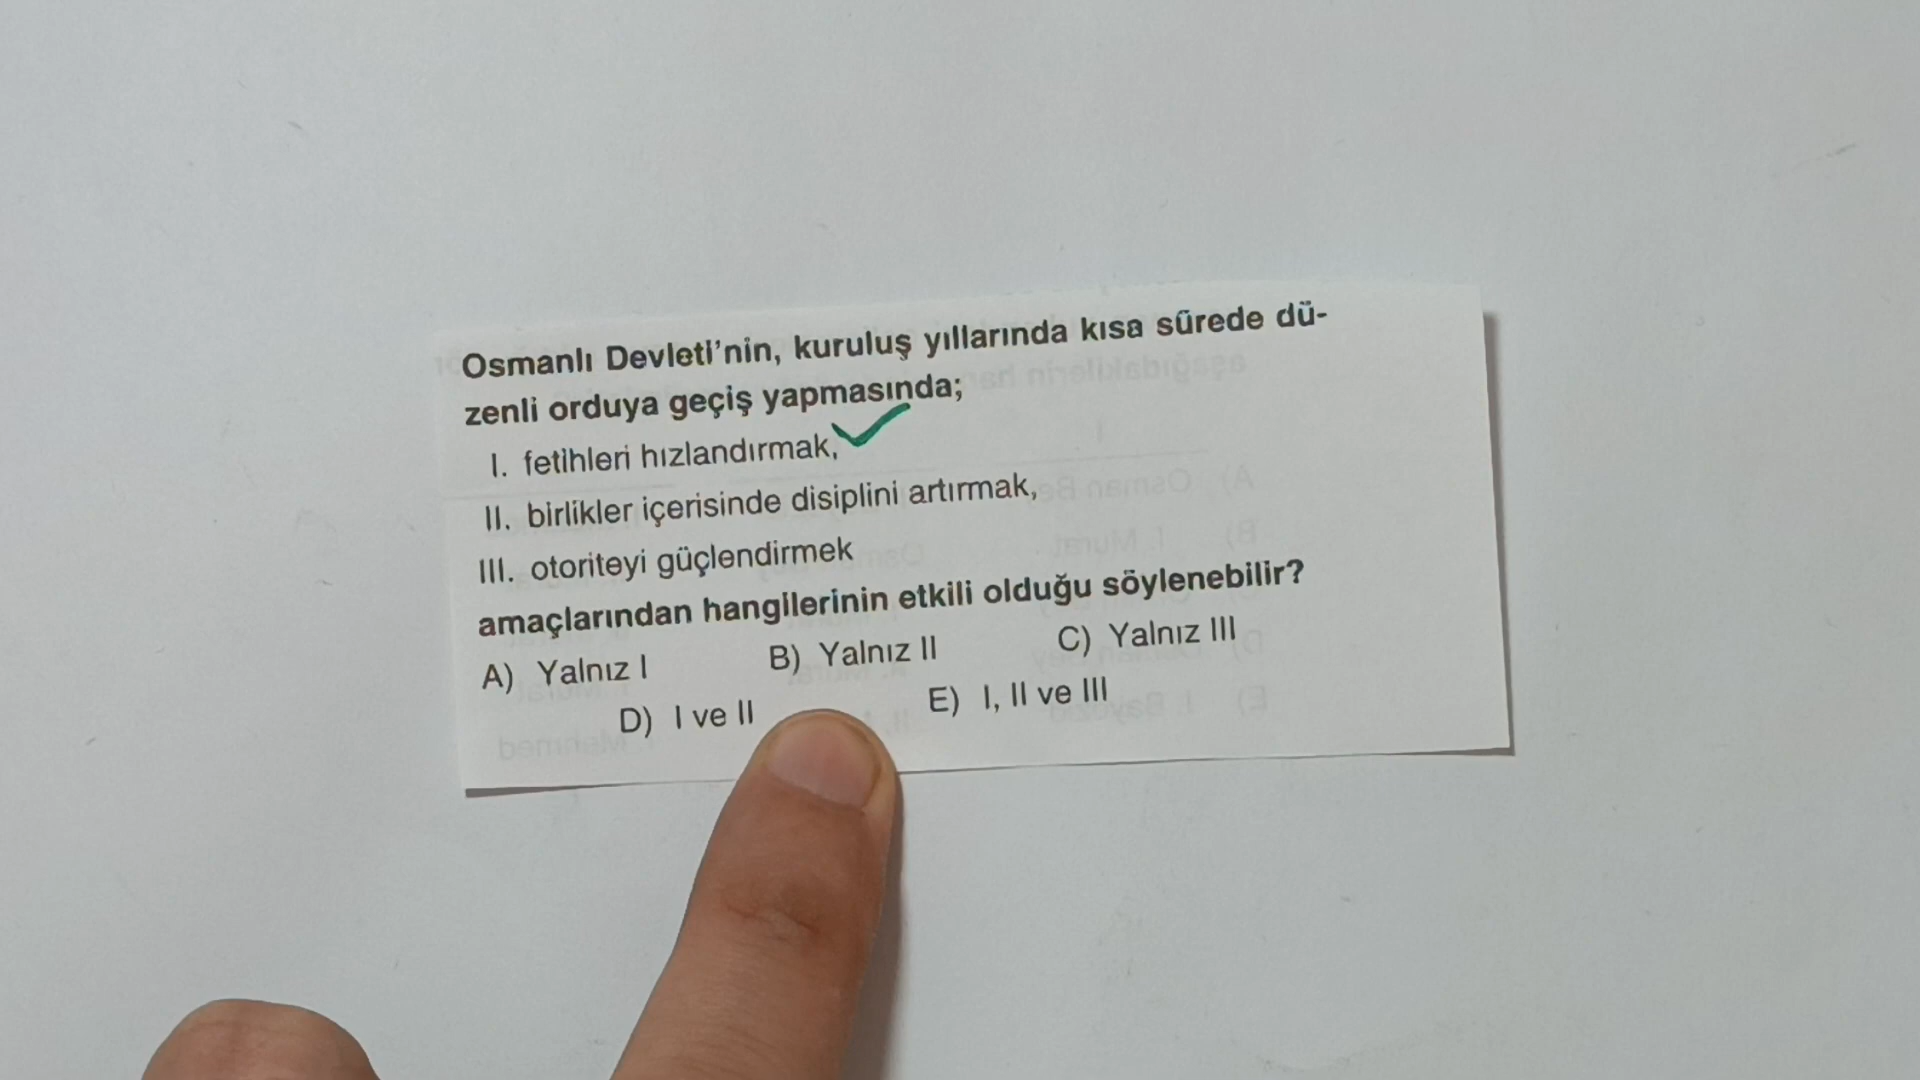 Osmanlı Devleti'nin, kuruluş yıllarında kısa sürede dü-
zenli orduya geçiş yapmasında;
I. fetihleri hızlandırmak,
II. birlikler içerisinde disiplini artırmak,
III. otoriteyi güçlendirmek
amaçlarından hangilerinin etkili olduğu söylenebilir?
A) Yalnız I B) Yalnız II C) Yalnız III
D) I ve II E) I, II ve III